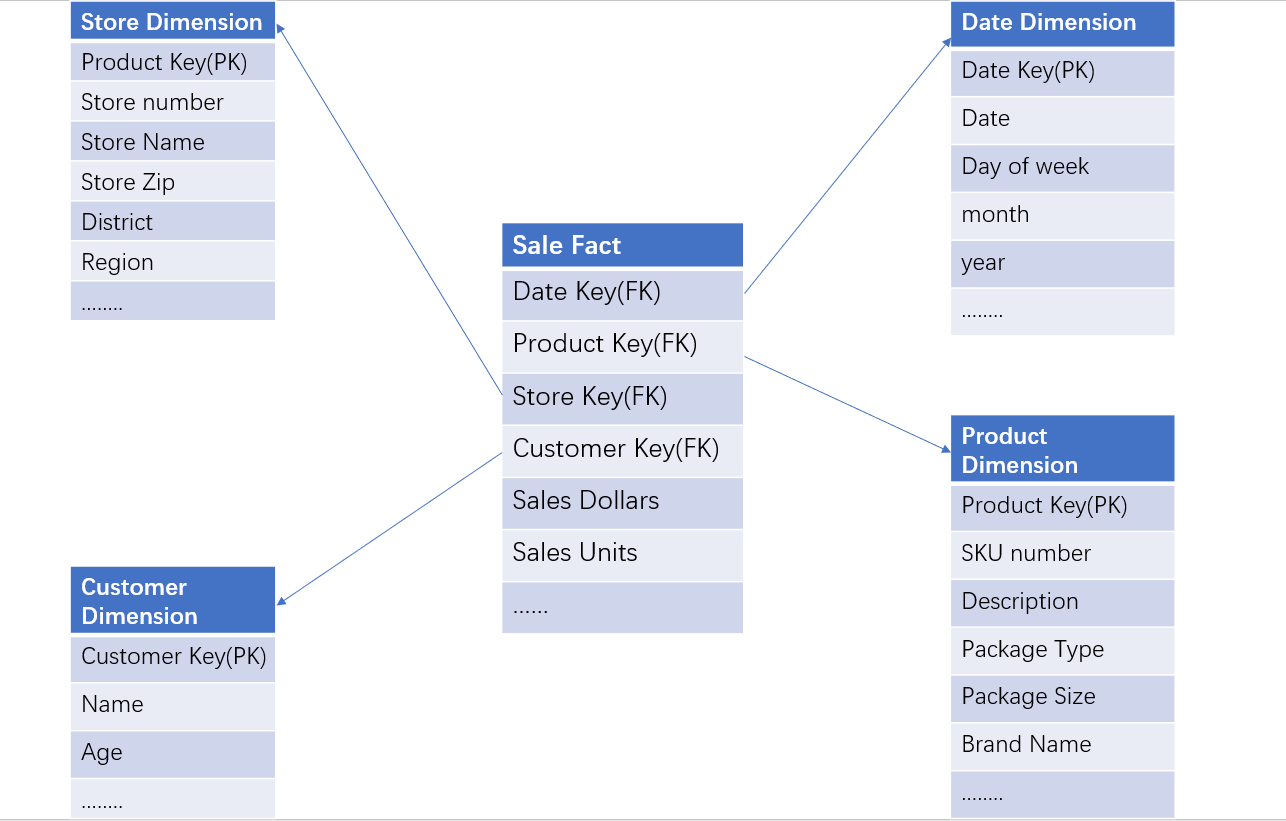 Store Dimension
Product Key(PK)
Store number
Store Name
Store Zip
District
Region
........
Date Dimension
Date Key(PK)
Date
Day of week
month
year
........
Sale Fact
Date Key(FK)
Product Key(FK)
Store Key(FK)
Customer Key(FK)
Sales Dollars
Sales Units
......
Customer
Dimension
Customer Key(PK)
Name
Age
........
Product
Dimension
Product Key(PK)
SKU number
Description
Package Type
Package Size
Brand Name
........